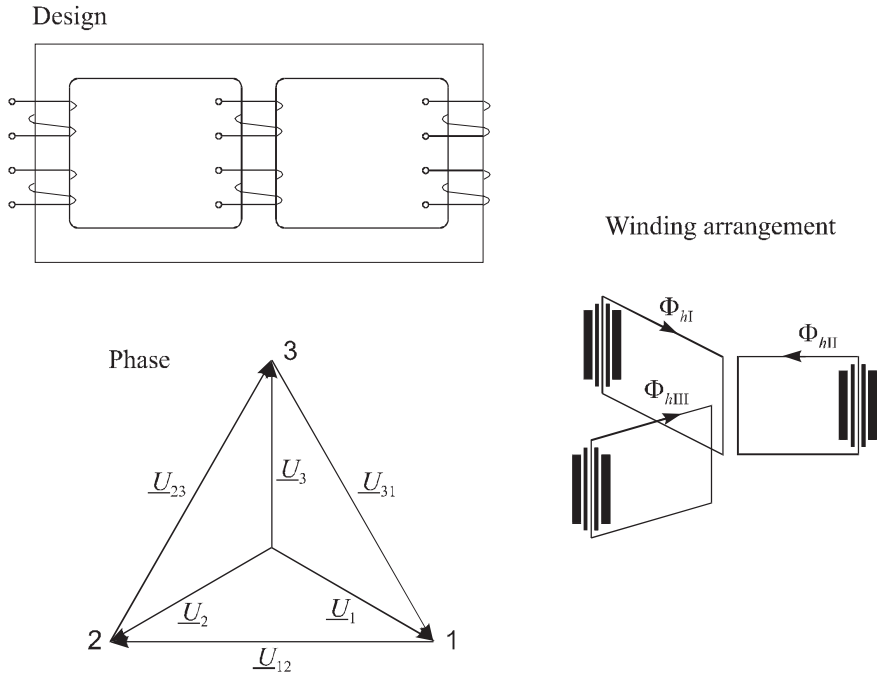 Design
Winding arrangement
Φ_hI
Φ_hII
Φ_hIII
Phase
3
U_23
U_3
U_31
U_2
U_1
2
1
U_12